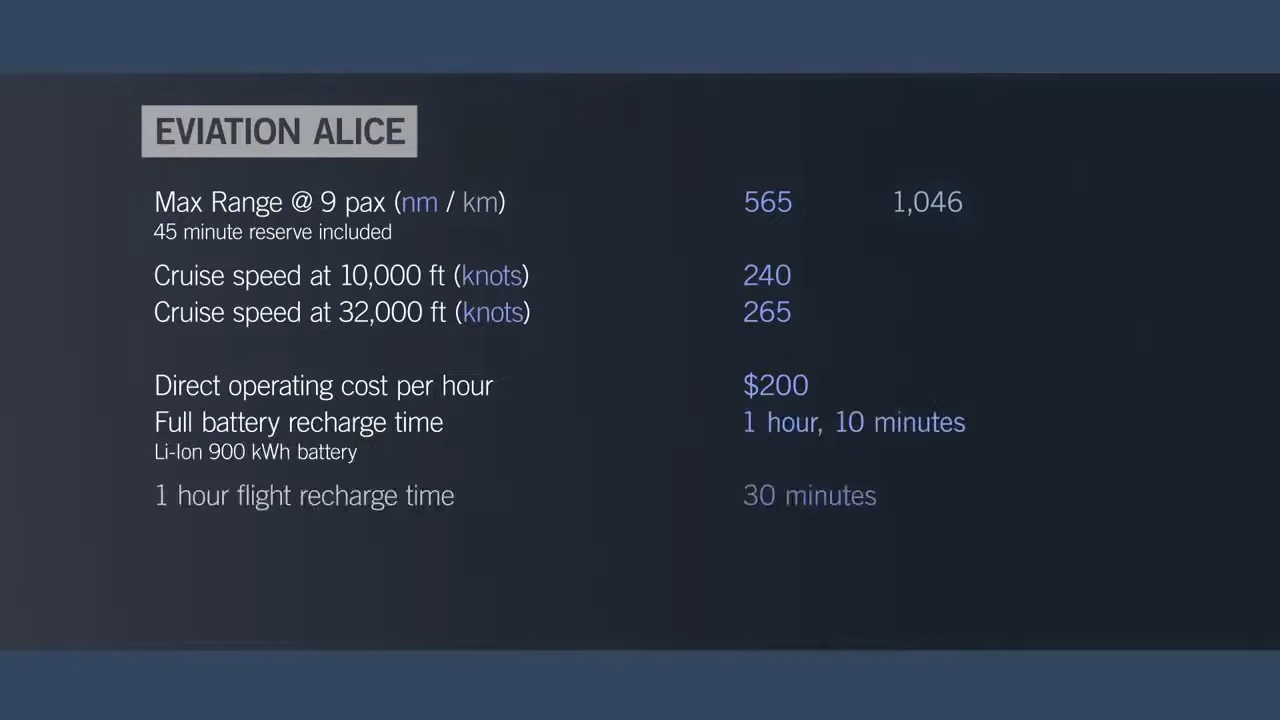 EVIATION ALICE
Max Range @ 9 pax (nm / km) 565 1,046
45 minute reserve included
Cruise speed at 10,000 ft (knots) 240
Cruise speed at 32,000 ft (knots) 265
Direct operating cost per hour $200
Full battery recharge time 1 hour, 10 minutes
Li-Ion 900 kWh battery
1 hour flight recharge time 30 minutes